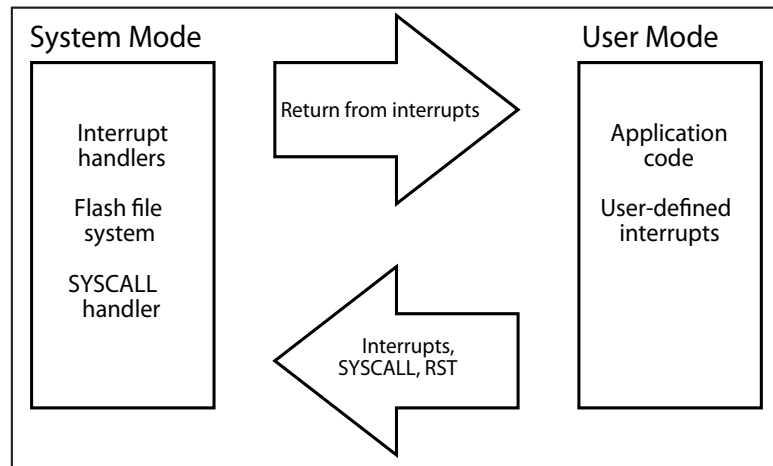 System Mode
User Mode
Interrupt
handlers
Flash file
system
SYSCALL
handler
Return from interrupts
Interrupts,
SYSCALL, RST
Application
code
User-defined
interrupts